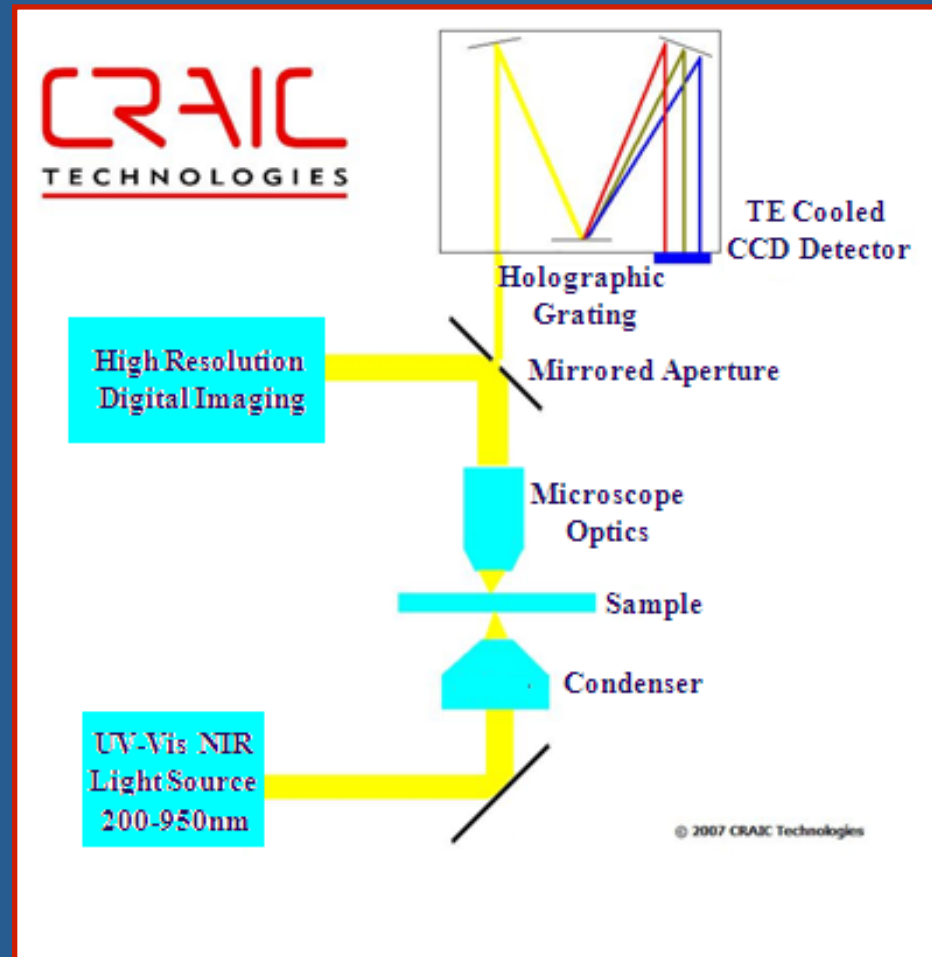 CRAIC
TECHNOLOGIES
TE Cooled
CCD Detector
Holographic
Grating
High Resolution
Digital Imaging
Mirrored Aperture
Microscope
Optics
Sample
Condenser
UV-Vis NIR
Light Source
200-950nm
© 2007 CRAIC Technologies